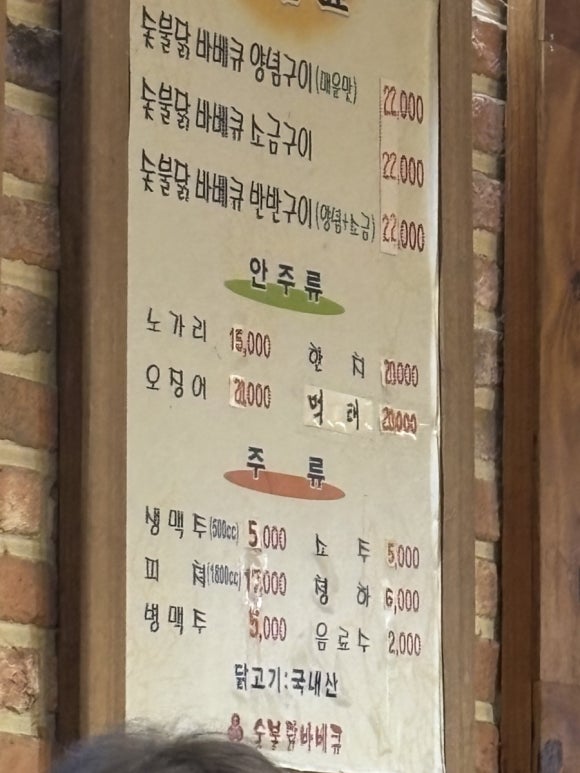 숯불닭 바베큐 양념구이(매운맛) 22,000
숯불닭 바베큐 소금구이 22,000
숯불닭 바베큐 반반구이(양념+소금) 22,000
안주류
노가리 15,000 한치 20,000
오징어 20,000 먹태 20,000
주류
생맥주(500cc) 5,000 소주 5,000
피쳐(1800cc) 청하 6,000
병맥주 5,000 음료수 2,000
닭고기:국내산
숯불닭바베큐